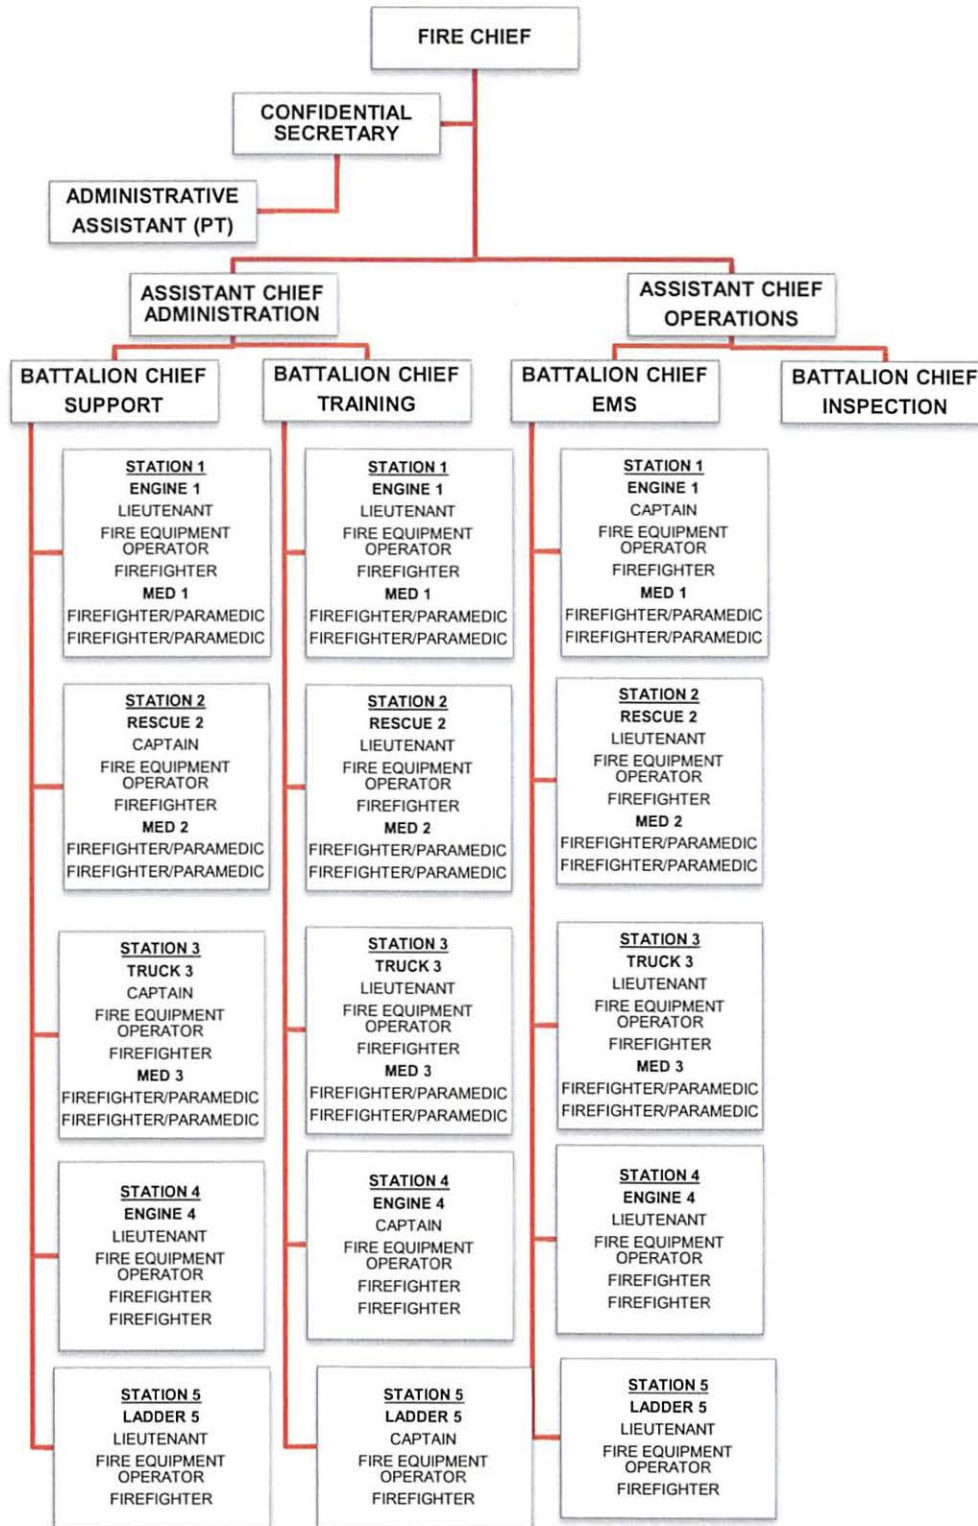 FIRE CHIEF
CONFIDENTIAL
SECRETARY
ADMINISTRATIVE
ASSISTANT (PT)
ASSISTANT CHIEF
ADMINISTRATION
ASSISTANT CHIEF
OPERATIONS
BATTALION CHIEF
SUPPORT
BATTALION CHIEF
TRAINING
BATTALION CHIEF
EMS
BATTALION CHIEF
INSPECTION
STATION 1
ENGINE 1
LIEUTENANT
FIRE EQUIPMENT
OPERATOR
FIREFIGHTER
MED 1
FIREFIGHTER/PARAMEDIC
FIREFIGHTER/PARAMEDIC
STATION 2
RESCUE 2
CAPTAIN
FIRE EQUIPMENT
OPERATOR
FIREFIGHTER
MED 2
FIREFIGHTER/PARAMEDIC
FIREFIGHTER/PARAMEDIC
STATION 3
TRUCK 3
CAPTAIN
FIRE EQUIPMENT
OPERATOR
FIREFIGHTER
MED 3
FIREFIGHTER/PARAMEDIC
FIREFIGHTER/PARAMEDIC
STATION 4
ENGINE 4
LIEUTENANT
FIRE EQUIPMENT
OPERATOR
FIREFIGHTER
FIREFIGHTER
STATION 5
LADDER 5
LIEUTENANT
FIRE EQUIPMENT
OPERATOR
FIREFIGHTER
STATION 1
ENGINE 1
LIEUTENANT
FIRE EQUIPMENT
OPERATOR
FIREFIGHTER
MED 1
FIREFIGHTER/PARAMEDIC
FIREFIGHTER/PARAMEDIC
STATION 2
RESCUE 2
LIEUTENANT
FIRE EQUIPMENT
OPERATOR
FIREFIGHTER
MED 2
FIREFIGHTER/PARAMEDIC
FIREFIGHTER/PARAMEDIC
STATION 3
TRUCK 3
LIEUTENANT
FIRE EQUIPMENT
OPERATOR
FIREFIGHTER
MED 3
FIREFIGHTER/PARAMEDIC
FIREFIGHTER/PARAMEDIC
STATION 4
ENGINE 4
CAPTAIN
FIRE EQUIPMENT
OPERATOR
FIREFIGHTER
FIREFIGHTER
STATION 5
LADDER 5
CAPTAIN
FIRE EQUIPMENT
OPERATOR
FIREFIGHTER
STATION 1
ENGINE 1
CAPTAIN
FIRE EQUIPMENT
OPERATOR
FIREFIGHTER
MED 1
FIREFIGHTER/PARAMEDIC
FIREFIGHTER/PARAMEDIC
STATION 2
RESCUE 2
LIEUTENANT
FIRE EQUIPMENT
OPERATOR
FIREFIGHTER
MED 2
FIREFIGHTER/PARAMEDIC
FIREFIGHTER/PARAMEDIC
STATION 3
TRUCK 3
LIEUTENANT
FIRE EQUIPMENT
OPERATOR
FIREFIGHTER
MED 3
FIREFIGHTER/PARAMEDIC
FIREFIGHTER/PARAMEDIC
STATION 4
ENGINE 4
LIEUTENANT
FIRE EQUIPMENT
OPERATOR
FIREFIGHTER
FIREFIGHTER
STATION 5
LADDER 5
LIEUTENANT
FIRE EQUIPMENT
OPERATOR
FIREFIGHTER